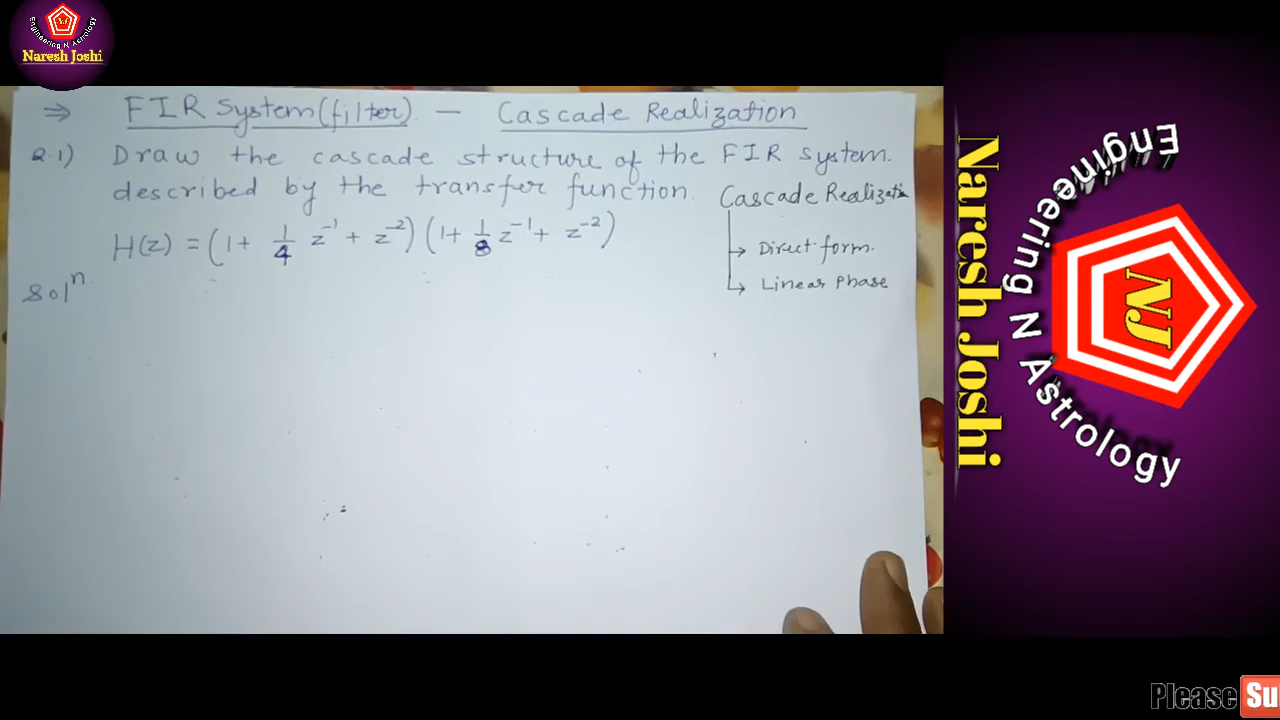 Engineering N Astrology
NJ
Naresh Joshi
⇒ FIR System(filter) — Cascade Realization
Q.1) Draw the cascade structure of the FIR system.
described by the transfer function.
H(z) = (1 + 1/4 z⁻¹ + z⁻²) (1 + 1/8 z⁻¹ + z⁻²)
Solⁿ
Cascade Realization
→ Direct form.
→ Linear Phase
Engineering N Astrology
NJ
Naresh Joshi
Please Su